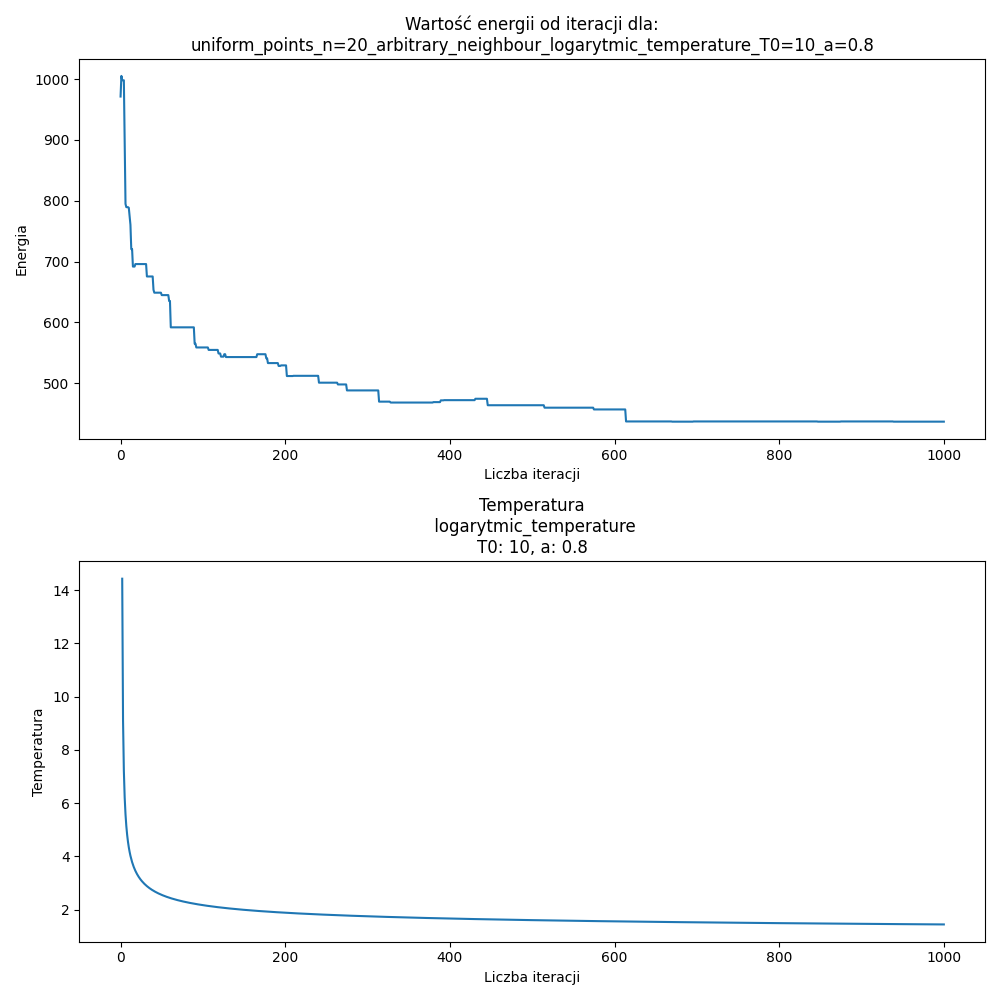 Wartość energii od iteracji dla:
uniform_points_n=20_arbitrary_neighbour_logarytmic_temperature_T0=10_a=0.8
1000
900
800
700
600
500
Energia
0 200 400 600 800 1000
Liczba iteracji
Temperatura
logarytmic_temperature
T0: 10, a: 0.8
14
12
10
8
6
4
2
Temperatura
0 200 400 600 800 1000
Liczba iteracji